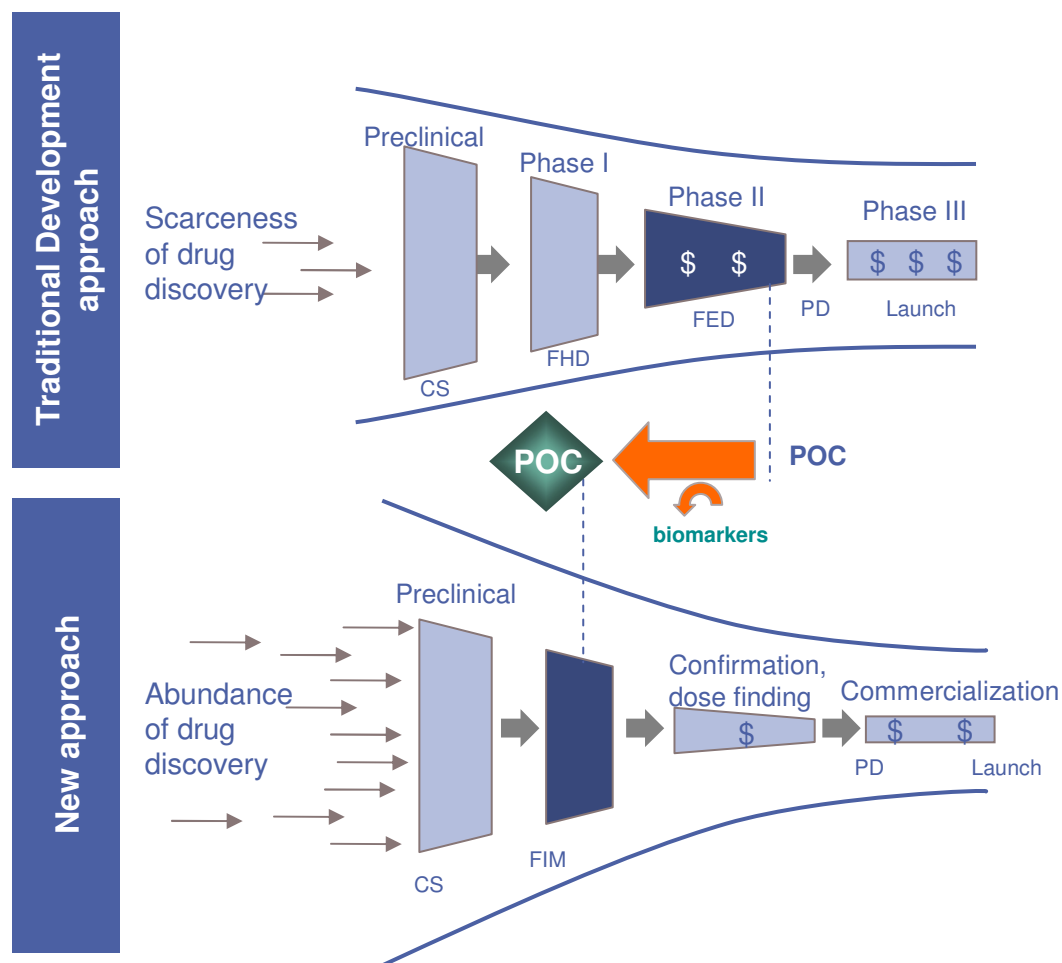 Traditional Development
approach
Preclinical
Phase I
Phase II
Phase III
Scarceness
of drug
discovery
$ $
$ $ $
CS
FHD
FED
PD
Launch
POC
POC
biomarkers
New approach
Preclinical
Abundance
of drug
discovery
Confirmation,
dose finding
Commercialization
$
$ $
CS
FIM
PD
Launch